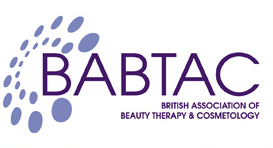 BABTAC
BRITISH ASSOCIATION OF
BEAUTY THERAPY & COSMETOLOGY